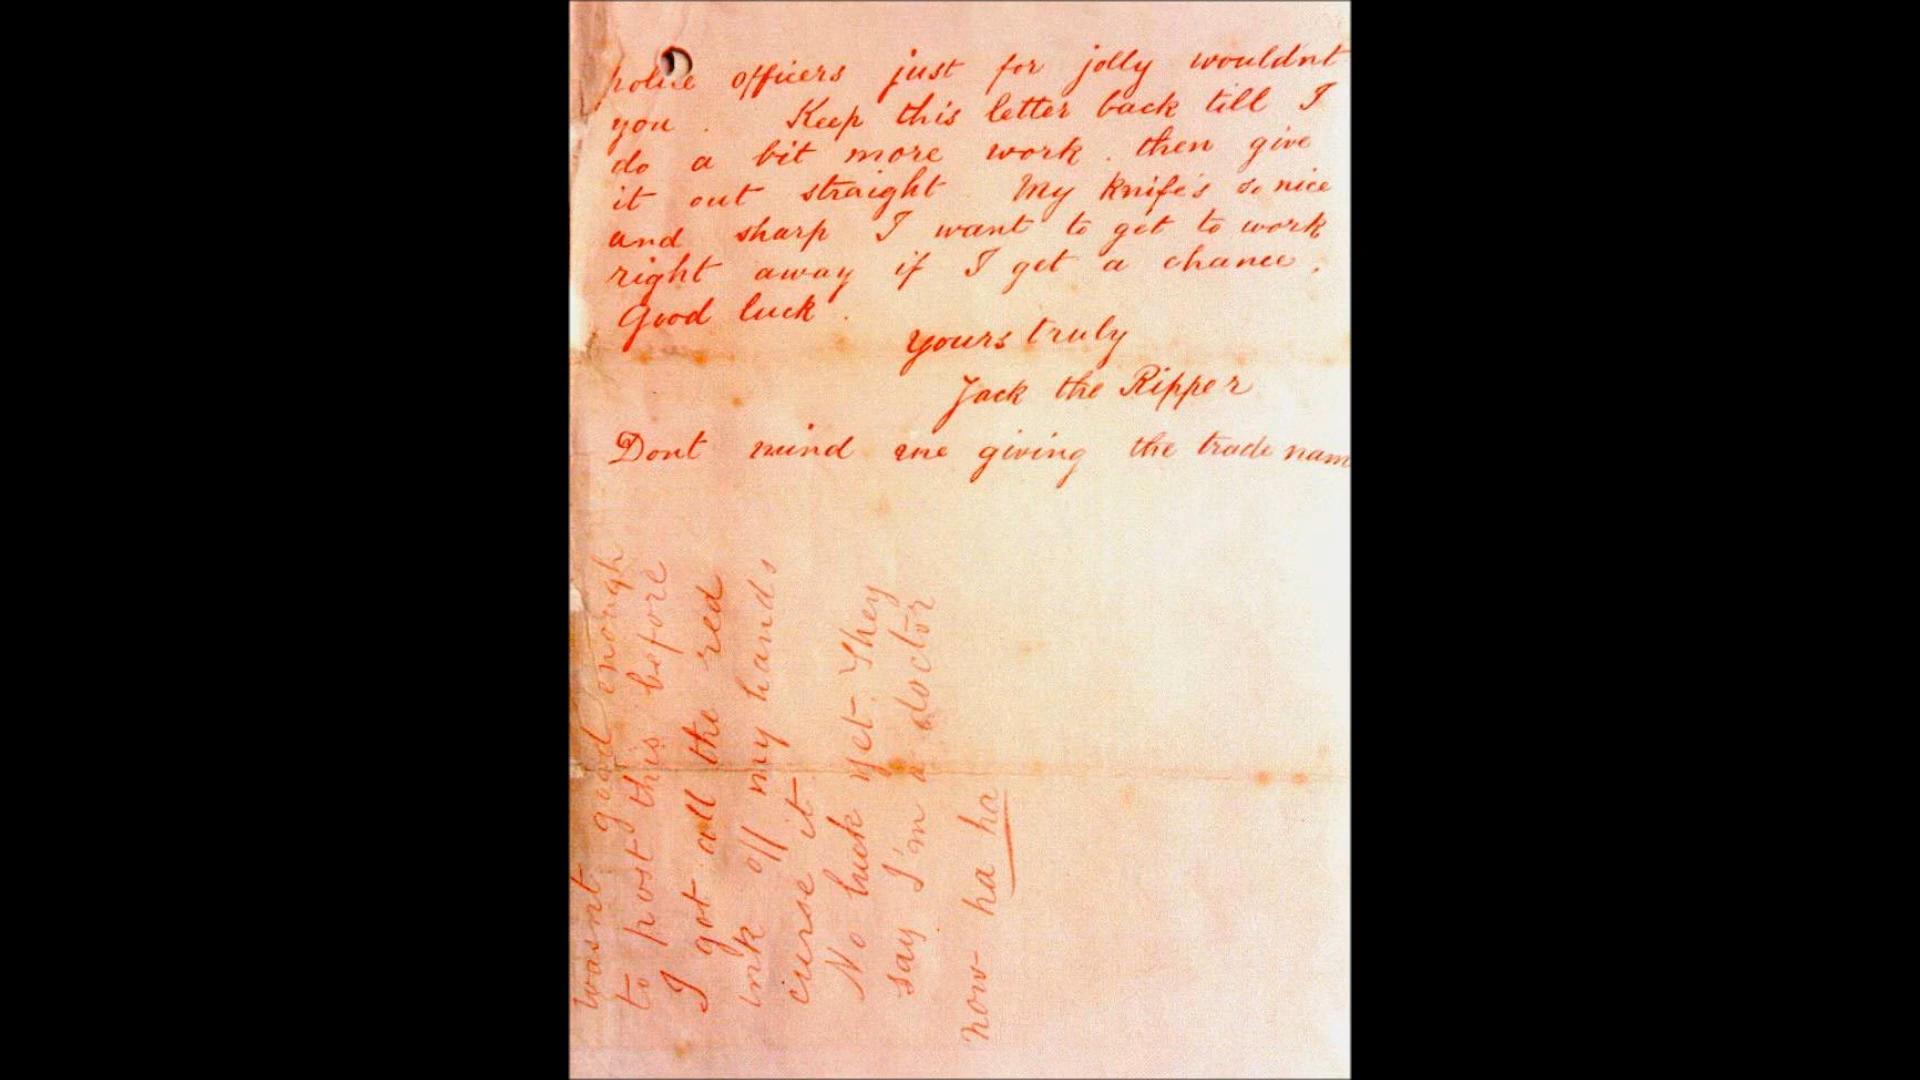 police officers just for jolly wouldnt
you . Keep this letter back till I
do a bit more work . then give
it out straight My knife's so nice
and sharp I want to get to work
right away if I get a chance .
Good luck .
yours truly
Jack the Ripper
Dont mind me giving the trade nam
wasnt good enough
to post this before
I got all the red
ink off my hands
curse it
No luck yet. They
say I'm a doctor
now ha ha